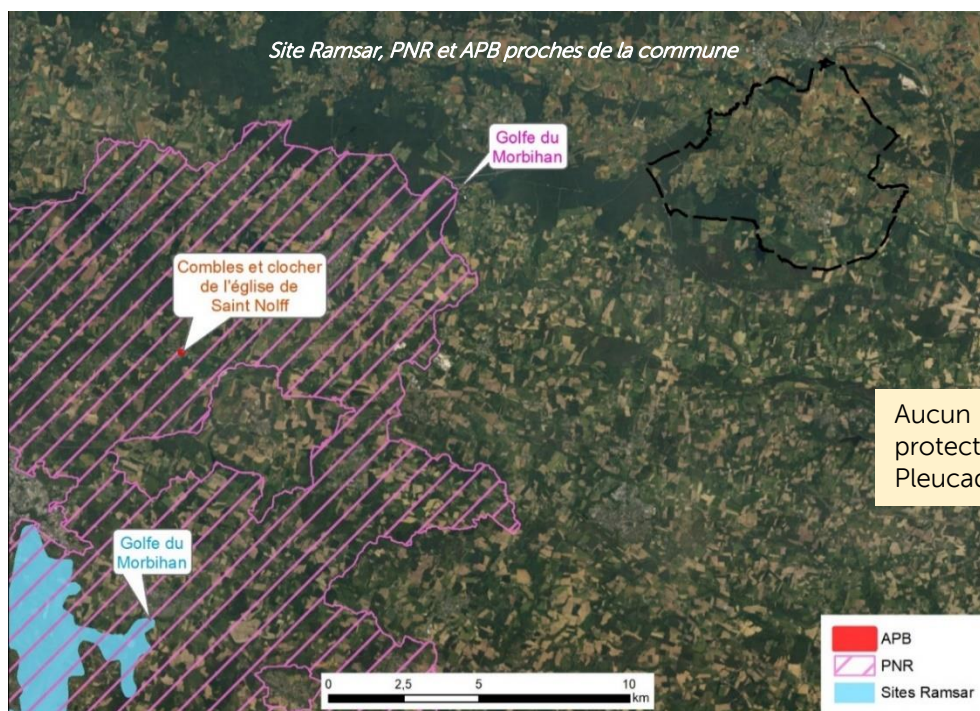 Site Ramsar, PNR et APB proches de la commune
Golfe du
Morbihan
Combles et clocher
de l'église de
Saint Nolff
Aucun
protect
Pleucad
Golfe du
Morbihan
APB
PNR
Sites Ramsar
0 2,5 5 10
km